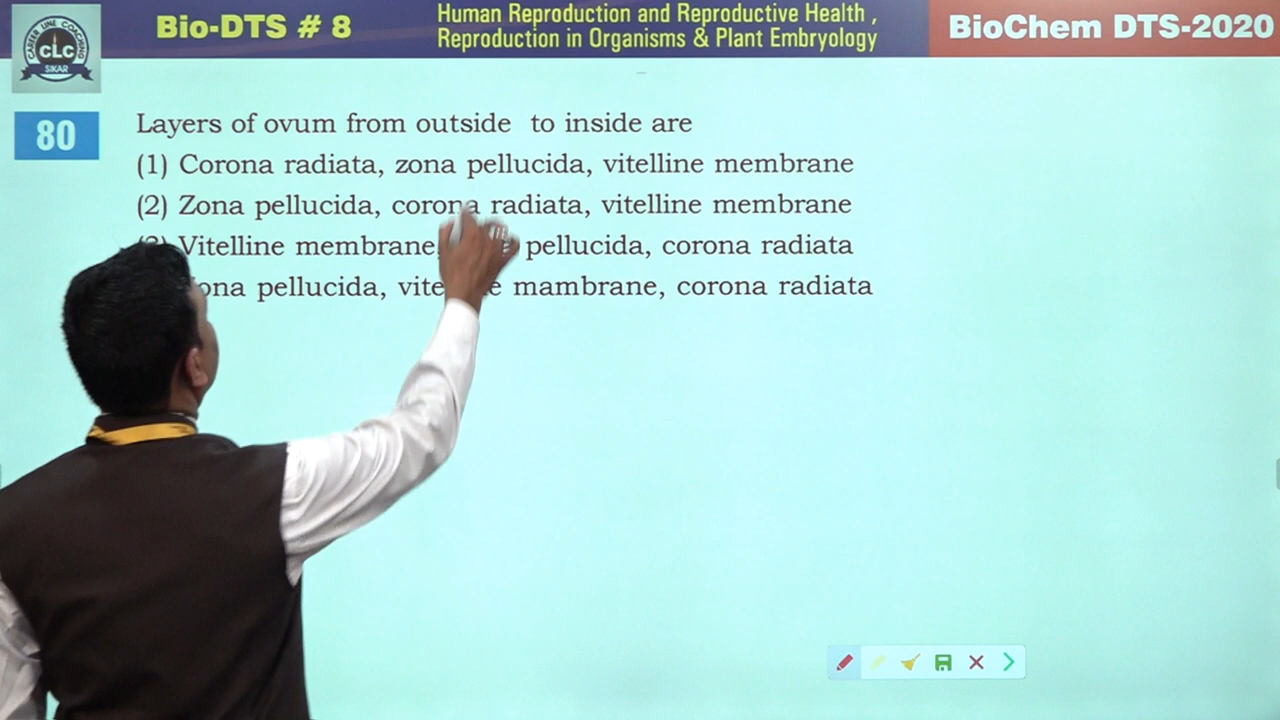 Bio-DTS # 8
Human Reproduction and Reproductive Health ,
Reproduction in Organisms & Plant Embryology
BioChem DTS-2020
CAREER LINE COACHING
CLC
SIKAR
80
Layers of ovum from outside to inside are
(1) Corona radiata, zona pellucida, vitelline membrane
(2) Zona pellucida, corona radiata, vitelline membrane
Vitelline membrane, pellucida, corona radiata
pellucida, mambrane, corona radiata